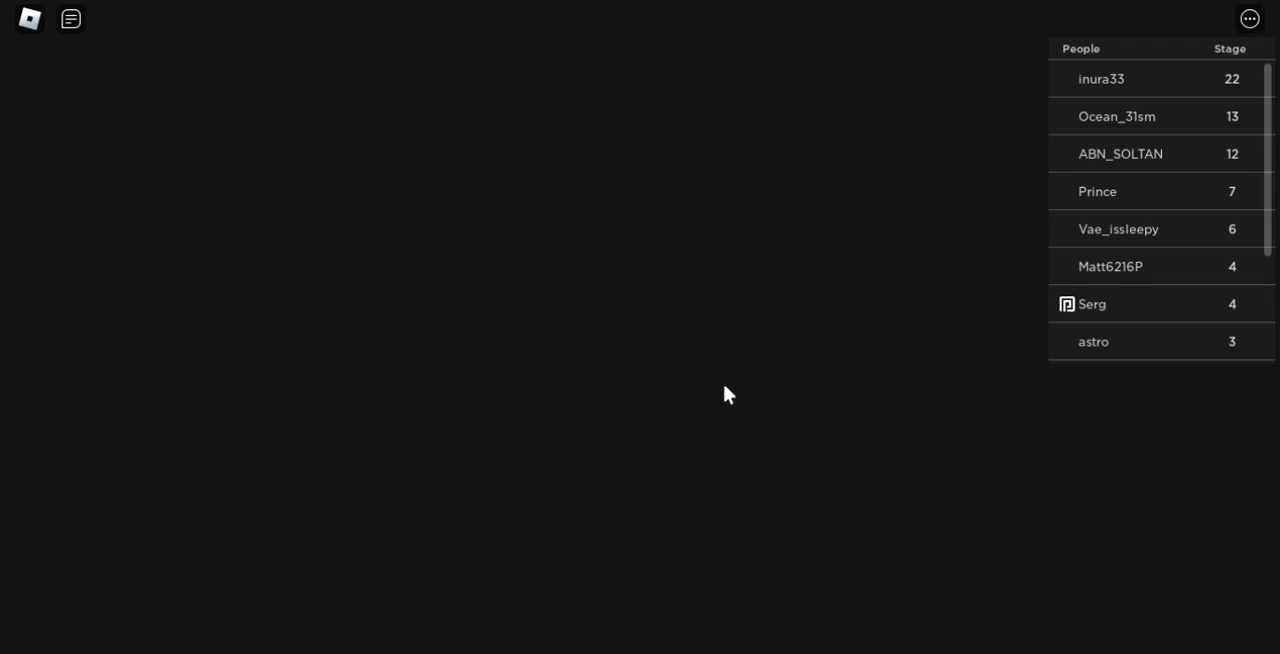 People Stage
inura33 22
Ocean_31sm 13
ABN_SOLTAN 12
Prince 7
Vae_issleepy 6
Matt6216P 4
Serg 4
astro 3